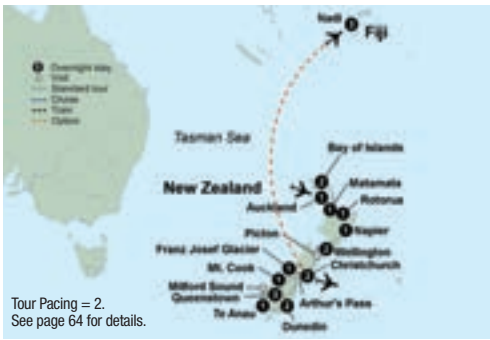 Nadi
Fiji
Overnight stay
Visit
Standard tour
Cruise
Train
Option
Tasman Sea
Bay of Islands
New Zealand
Matamata
Auckland
Rotorua
Napier
Picton
Wellington
Franz Josef Glacier
Christchurch
Mt. Cook
Milford Sound
Queenstown
Arthur's Pass
Te Anau
Dunedin
Tour Pacing = 2.
See page 64 for details.